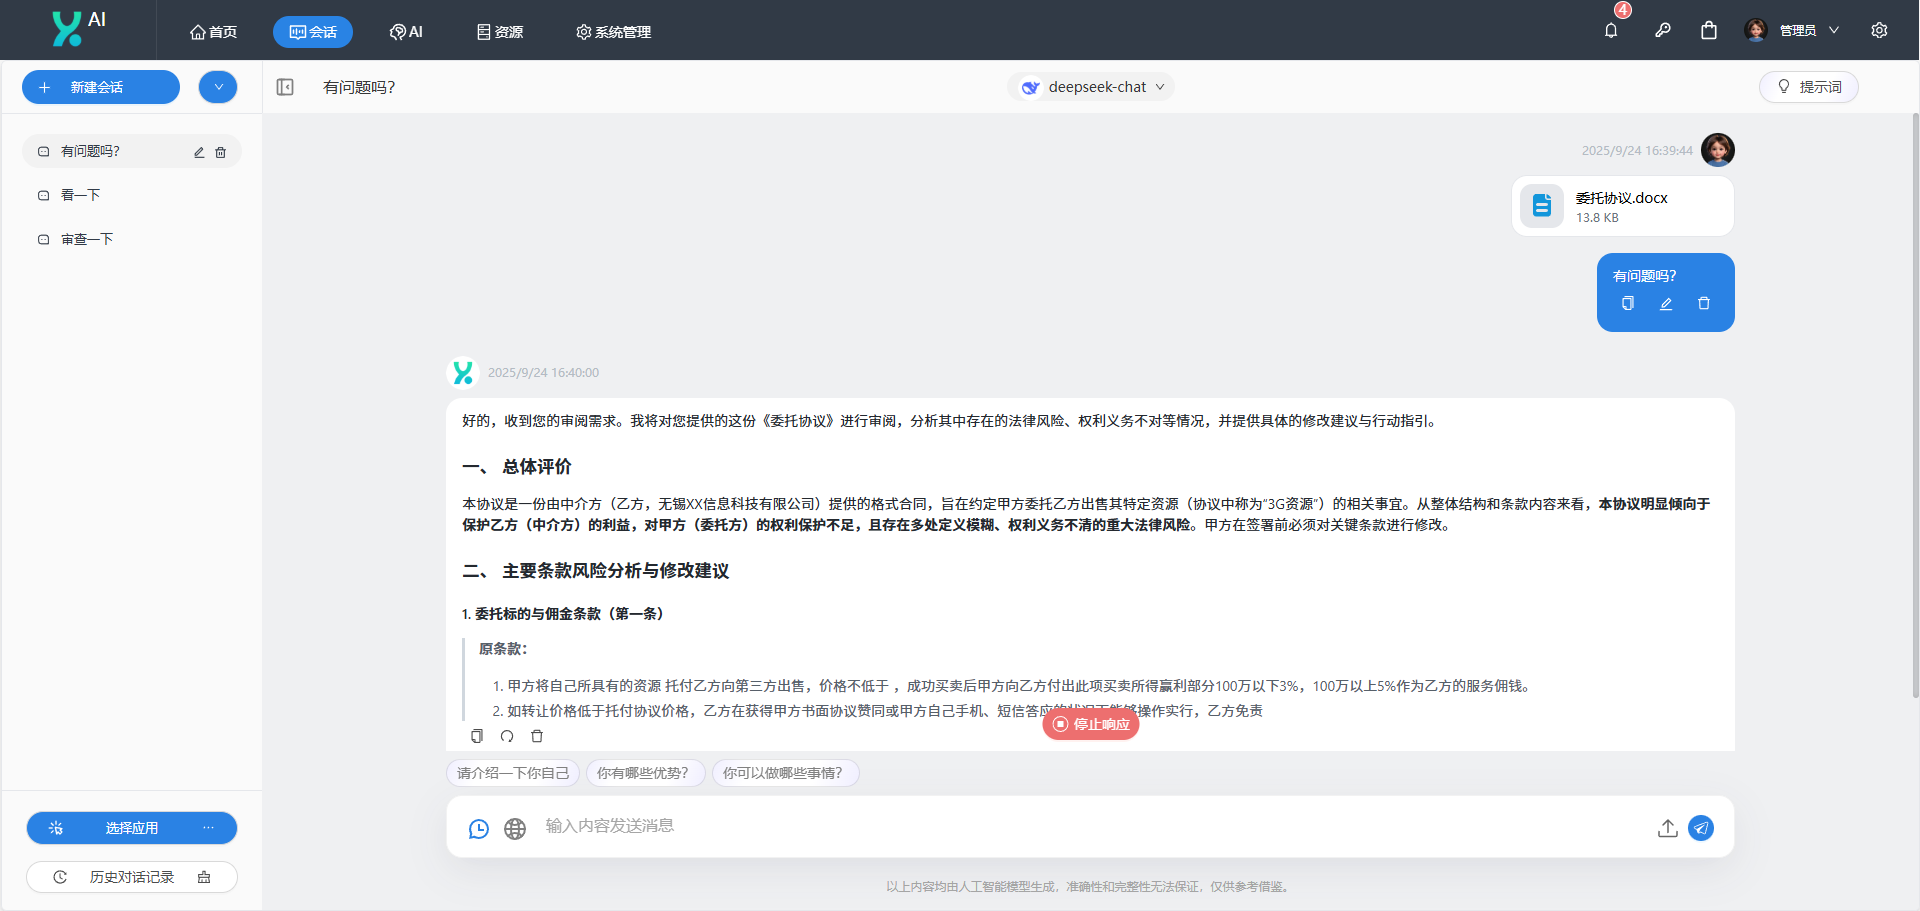 AI
首页
会话
AI
资源
系统管理
4
管理员
新建会话
有问题吗?
deepseek-chat
提示词
有问题吗?
看一下
审查一下
2025/9/24 16:39:44
委托协议.docx
13.8 KB
有问题吗?
2025/9/24 16:40:00
好的，收到您的审阅需求。我将对您提供的这份《委托协议》进行审阅，分析其中存在的法律风险、权利义务不对等情况，并提供具体的修改建议与行动指引。
一、 总体评价
本协议是一份由中介方（乙方，无锡XX信息科技有限公司）提供的格式合同，旨在约定甲方委托乙方出售其特定资源（协议中称为“3G资源”）的相关事宜。从整体结构和条款内容来看，本协议明显倾向于
保护乙方（中介方）的利益，对甲方（委托方）的权利保护不足，且存在多处定义模糊、权利义务不清的重大法律风险。甲方在签署前必须对关键条款进行修改。
二、 主要条款风险分析与修改建议
1. 委托标的与佣金条款（第一条）
原条款：
1. 甲方将自己所具有的资源 托付乙方向第三方出售，价格不低于 ，成功买卖后甲方向乙方付出此项买卖所得赢利部分100万以下3%，100万以上5%作为乙方的服务佣钱。
2. 如转让价格低于托付协议价格，乙方在获得甲方书面协议赞同或甲方自己手机、短信答应的状况下能够操作实行，乙方免责
停止响应
请介绍一下你自己
你有哪些优势?
你可以做哪些事情?
输入内容发送消息
选择应用
历史对话记录
以上内容均由人工智能模型生成，准确性和完整性无法保证，仅供参考借鉴。